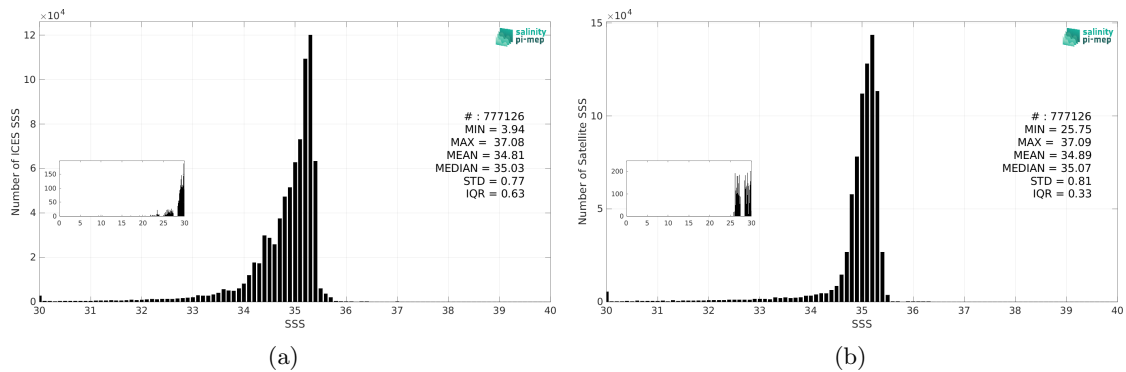 ×10⁴
12
10
8
6
4
2
0
Number of ICES SSS
30 31 32 33 34 35 36 37 38 39 40
SSS
salinity
pi-mep
# : 777126
MIN = 3.94
MAX = 37.08
MEAN = 34.81
MEDIAN = 35.03
STD = 0.77
IQR = 0.63
150
100
50
0
0 5 10 15 20 25 30
(a)
×10⁴
15
10
5
0
Number of Satellite SSS
30 31 32 33 34 35 36 37 38 39 40
SSS
salinity
pi-mep
# : 777126
MIN = 25.75
MAX = 37.09
MEAN = 34.89
MEDIAN = 35.07
STD = 0.81
IQR = 0.33
200
100
0
0 5 10 15 20 25 30
(b)